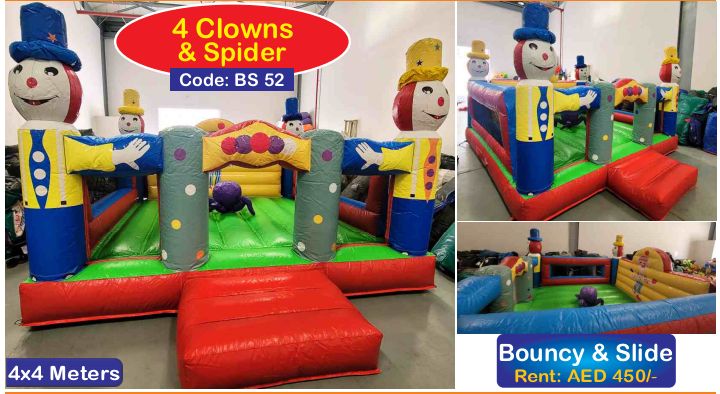 4 Clowns
& Spider
Code: BS 52
4x4 Meters
Bouncy & Slide
Rent: AED 450/-